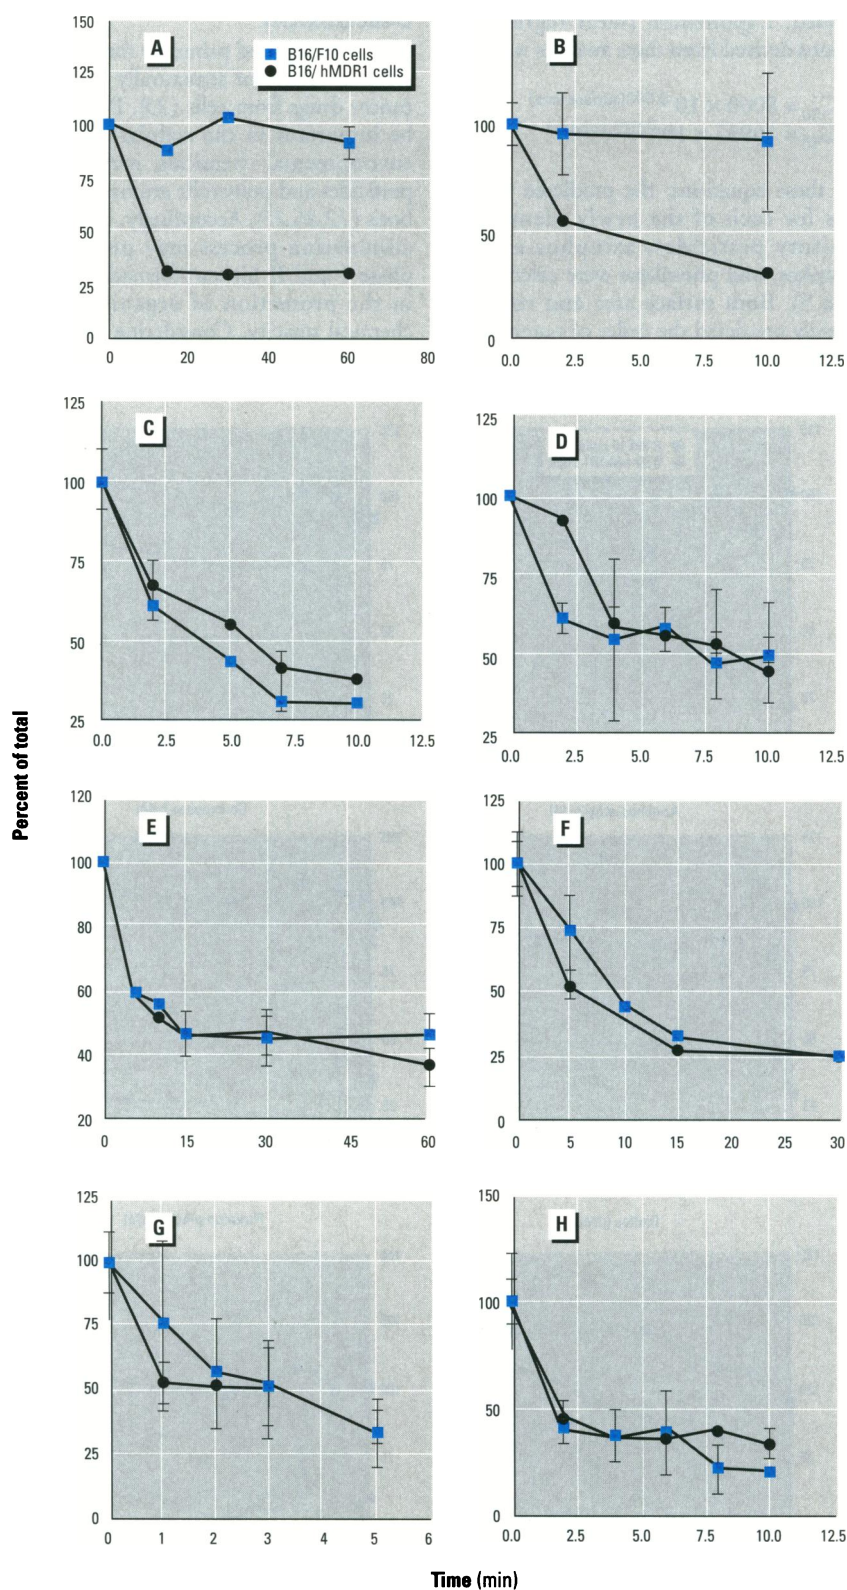 150
125
100
75
50
25
0
A
B16/F10 cells
B16/ hMDR1 cells
0 20 40 60 80
100
50
0
B
0.0 2.5 5.0 7.5 10.0 12.5
125
100
75
50
25
C
0.0 2.5 5.0 7.5 10.0 12.5
125
100
75
50
25
D
0.0 2.5 5.0 7.5 10.0 12.5
Percent of total
120
100
80
60
40
20
E
0 15 30 45 60
125
100
75
50
25
0
F
0 5 10 15 20 25 30
125
100
75
50
25
0
G
0 1 2 3 4 5 6
150
100
50
0
H
0.0 2.5 5.0 7.5 10.0 12.5
Time (min)